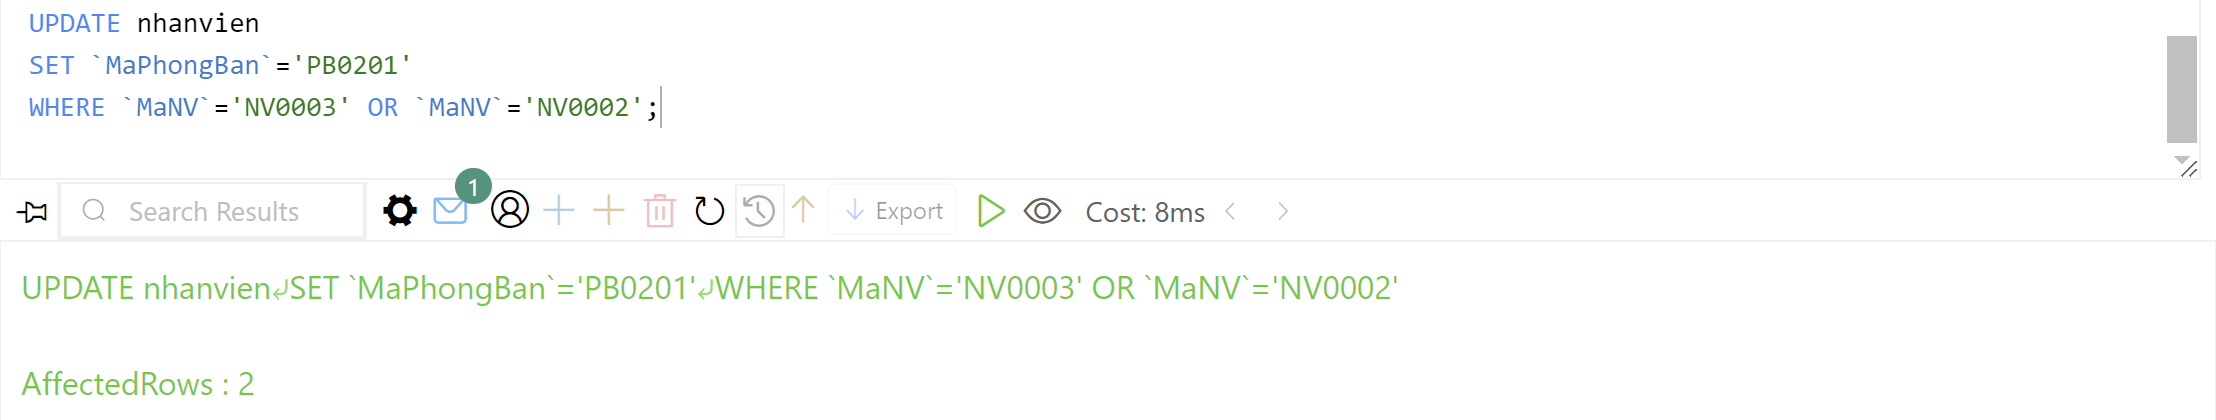 UPDATE nhanvien
SET `MaPhongBan`='PB0201'
WHERE `MaNV`='NV0003' OR `MaNV`='NV0002';
Search Results 1 Export Cost: 8ms
UPDATE nhanvien↲SET `MaPhongBan`='PB0201'↲WHERE `MaNV`='NV0003' OR `MaNV`='NV0002'
AffectedRows : 2